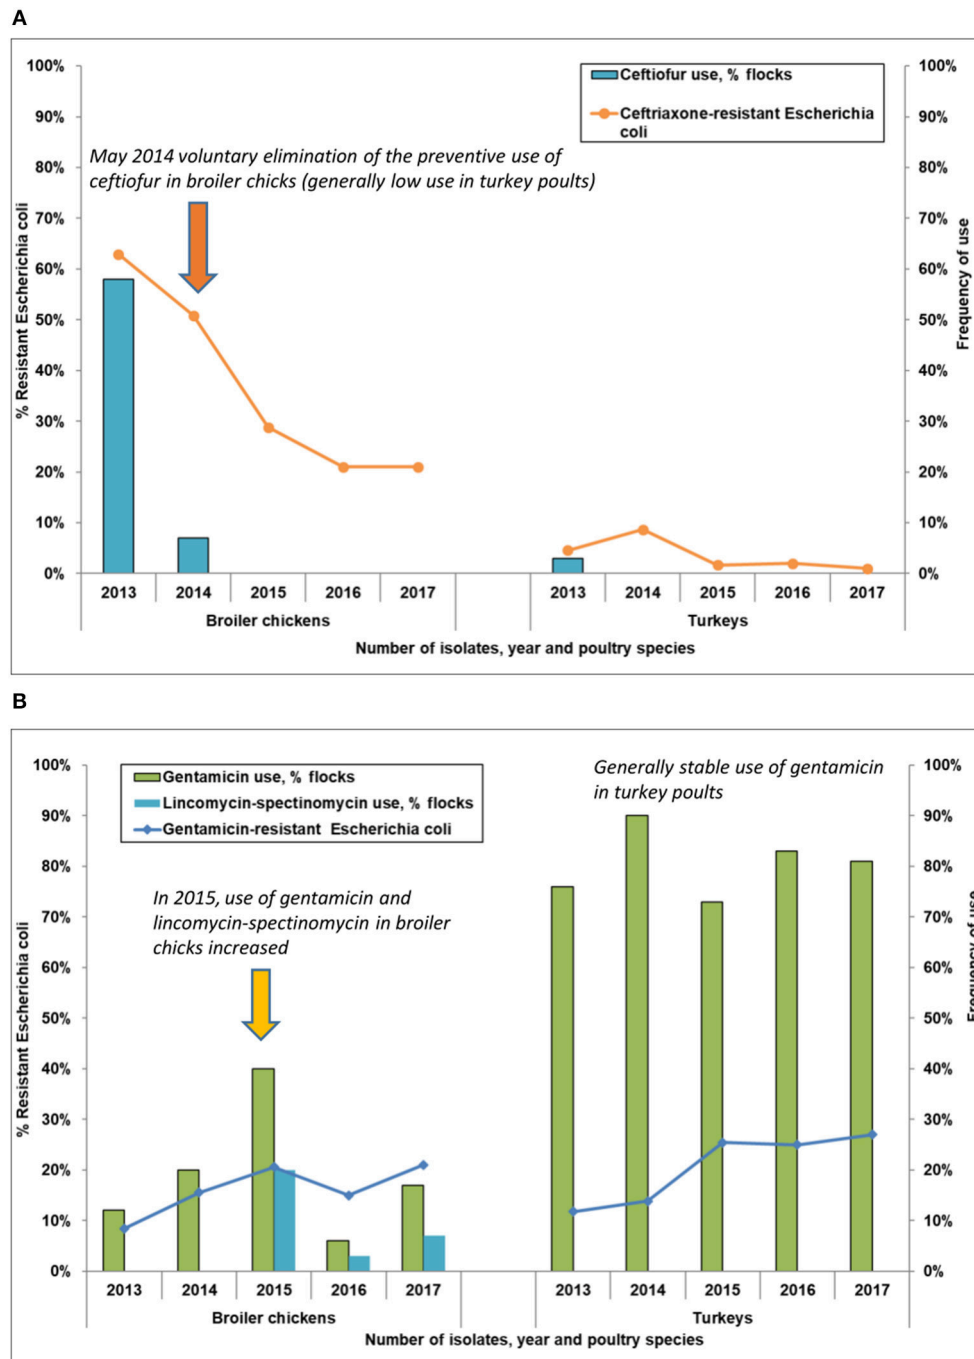 A
100%
90%
80%
70%
60%
50%
40%
30%
20%
10%
0%
% Resistant Escherichia coli
Ceftiofur use, % flocks
Ceftriaxone-resistant Escherichia
coli
May 2014 voluntary elimination of the preventive use of
ceftiofur in broiler chicks (generally low use in turkey poults)
100%
90%
80%
70%
60%
50%
40%
30%
20%
10%
0%
Frequency of use
2013 2014 2015 2016 2017 2013 2014 2015 2016 2017
Broiler chickens Turkeys
Number of isolates, year and poultry species
B
100%
90%
80%
70%
60%
50%
40%
30%
20%
10%
0%
% Resistant Escherichia coli
Gentamicin use, % flocks
Lincomycin-spectinomycin use, % flocks
Gentamicin-resistant Escherichia coli
Generally stable use of gentamicin
in turkey poults
In 2015, use of gentamicin and
lincomycin-spectinomycin in broiler
chicks increased
100%
90%
80%
70%
60%
50%
40%
30%
20%
10%
0%
Frequency of use
2013 2014 2015 2016 2017 2013 2014 2015 2016 2017
Broiler chickens Turkeys
Number of isolates, year and poultry species